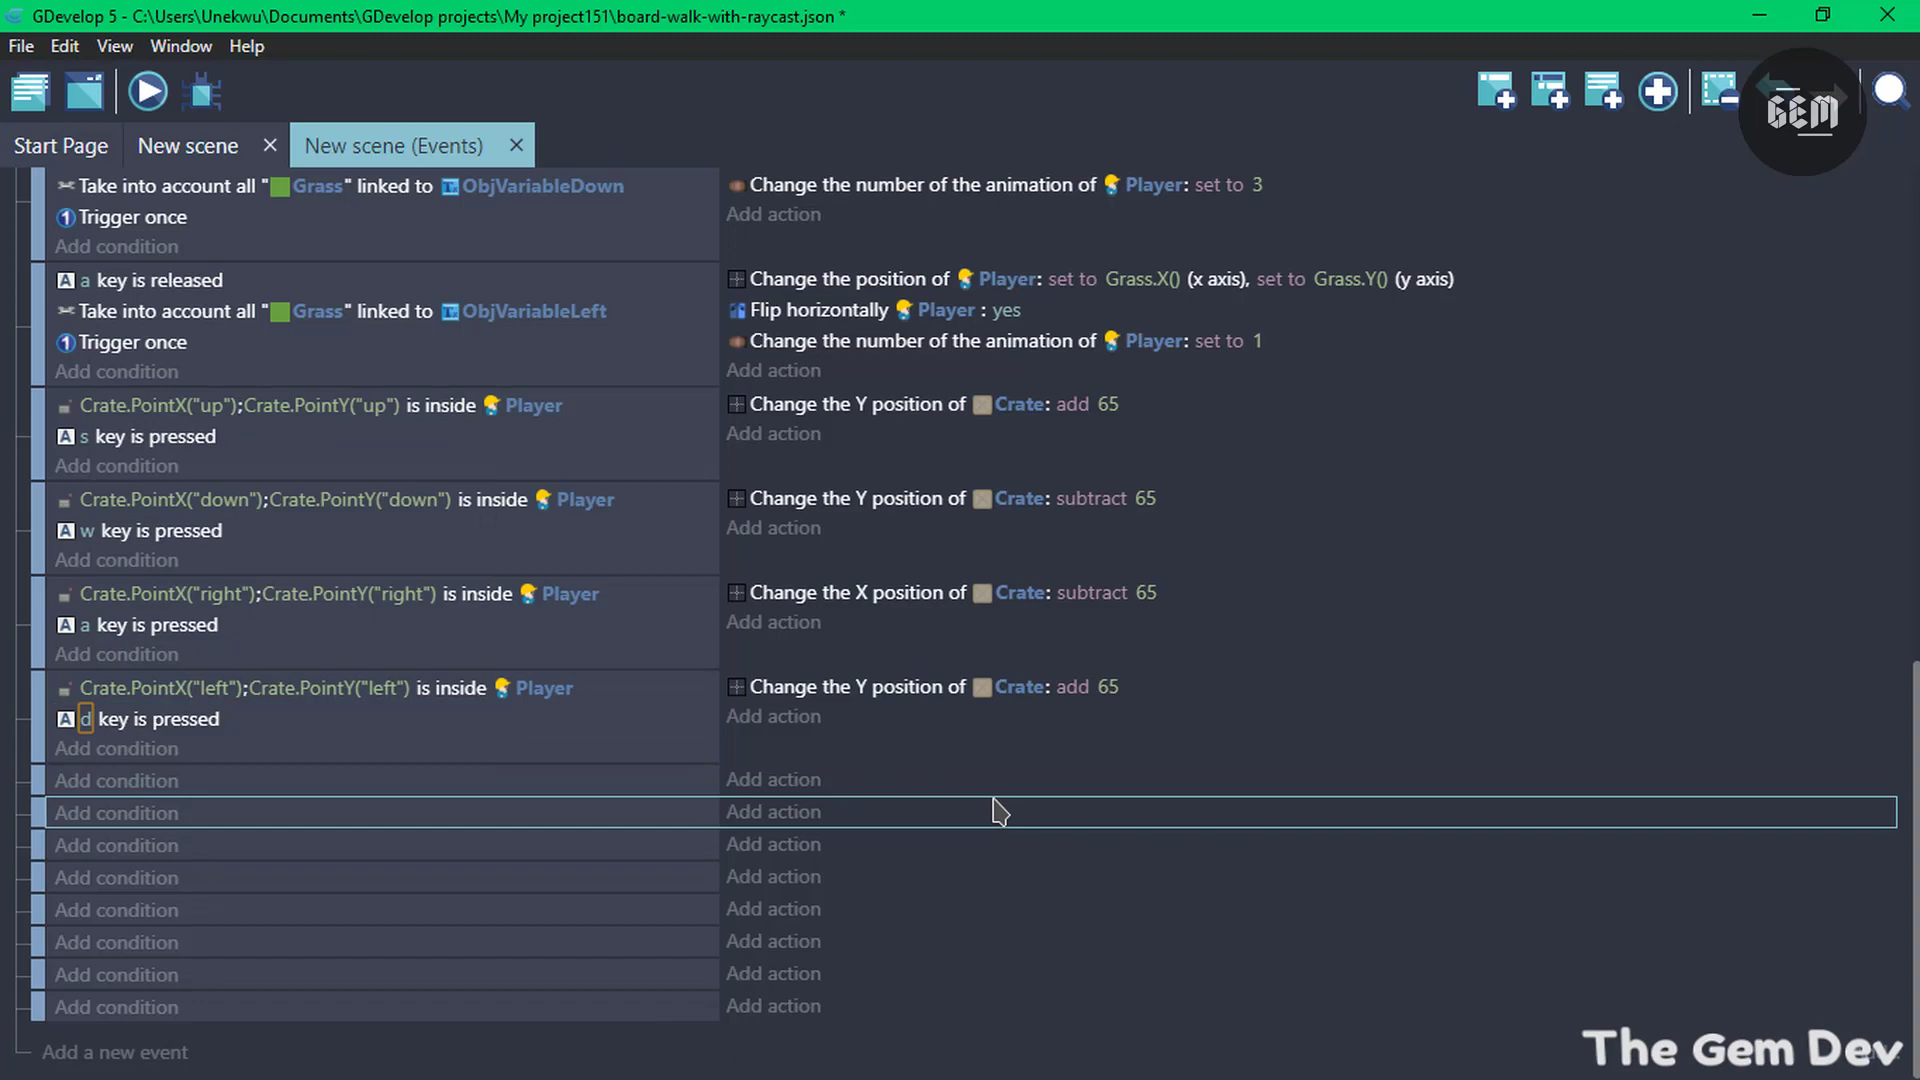 GDevelop 5 - C:\Users\Unekwu\Documents\GDevelop projects\My project151\board-walk-with-raycast.json *
File Edit View Window Help
GEM
Start Page New scene × New scene (Events) ×
Take into account all "Grass" linked to ObjVariableDown
Change the number of the animation of Player: set to 3
Trigger once
Add action
Add condition
a key is released
Change the position of Player: set to Grass.X() (x axis), set to Grass.Y() (y axis)
Take into account all "Grass" linked to ObjVariableLeft
Flip horizontally Player : yes
Trigger once
Change the number of the animation of Player: set to 1
Add condition
Add action
Crate.PointX("up");Crate.PointY("up") is inside Player
Change the Y position of Crate: add 65
s key is pressed
Add action
Add condition
Crate.PointX("down");Crate.PointY("down") is inside Player
Change the Y position of Crate: subtract 65
w key is pressed
Add action
Add condition
Crate.PointX("right");Crate.PointY("right") is inside Player
Change the X position of Crate: subtract 65
a key is pressed
Add action
Add condition
Crate.PointX("left");Crate.PointY("left") is inside Player
Change the Y position of Crate: add 65
d key is pressed
Add action
Add condition
Add condition Add action
Add condition Add action
Add condition Add action
Add condition Add action
Add condition Add action
Add condition Add action
Add condition Add action
Add condition Add action
Add a new event
The Gem Dev